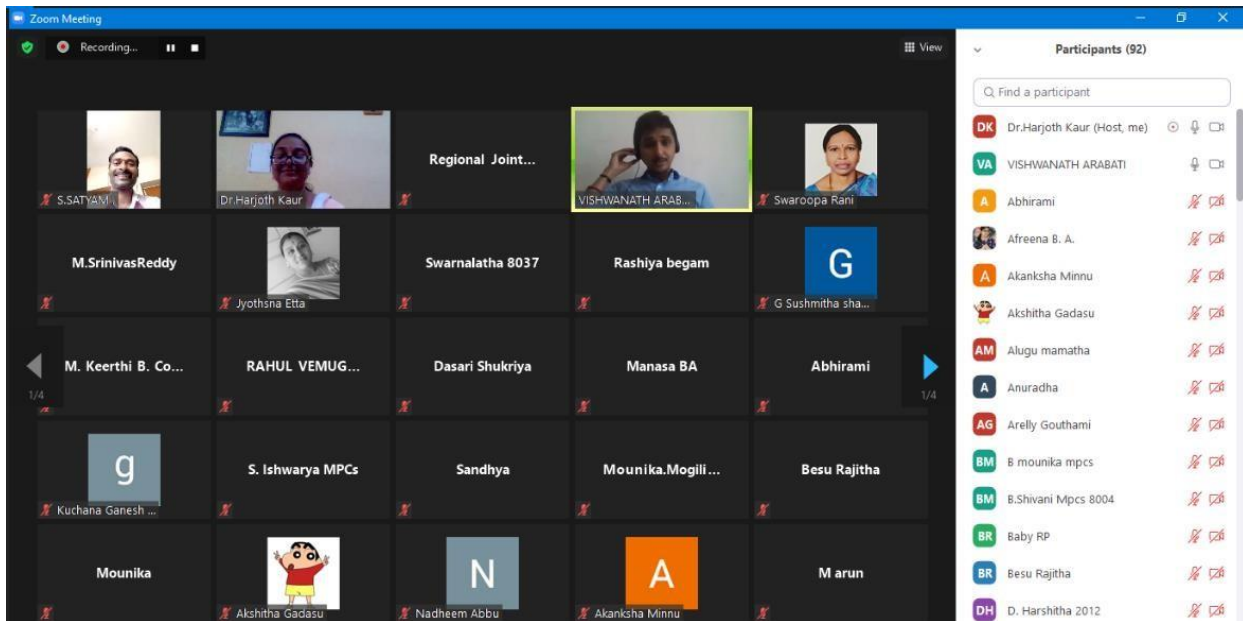 Zoom Meeting
Recording...
View
S.SATYAM
Dr.Harjoth Kaur
Regional Joint...
VISHWANATH ARAB...
Swaroopa Rani
M.SrinivasReddy
Jyothsna Etta
Swarnalatha 8037
Rashiya begam
G
G Sushmitha sha...
M. Keerthi B. Co...
RAHUL VEMUG...
Dasari Shukriya
Manasa BA
Abhirami
1/4
1/4
g
Kuchana Ganesh ...
S. Ishwarya MPCs
Sandhya
Mounika.Mogili...
Besu Rajitha
Mounika
Akshitha Gadasu
N
Nadheem Abbu
A
Akanksha Minnu
M arun
Participants (92)
Find a participant
DK Dr.Harjoth Kaur (Host, me)
VA VISHWANATH ARABATI
A Abhirami
Afreena B. A.
A Akanksha Minnu
Akshitha Gadasu
AM Alugu mamatha
A Anuradha
AG Arelly Gouthami
BM B mounika mpcs
BM B.Shivani Mpcs 8004
BR Baby RP
BR Besu Rajitha
DH D. Harshitha 2012